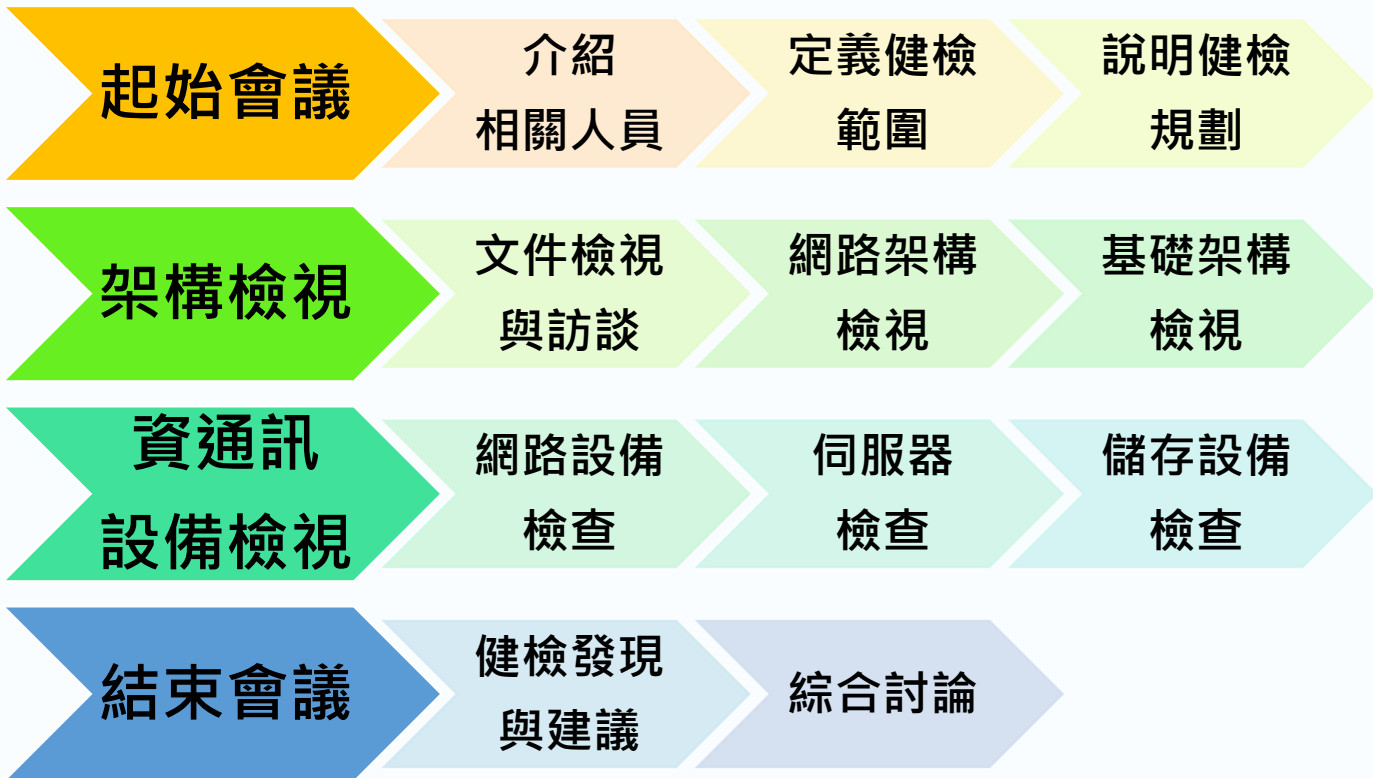 起始會議
介紹
相關人員
定義健檢
範圍
說明健檢
規劃
架構檢視
文件檢視
與訪談
網路架構
檢視
基礎架構
檢視
資通訊
設備檢視
網路設備
檢查
伺服器
檢查
儲存設備
檢查
結束會議
健檢發現
與建議
綜合討論